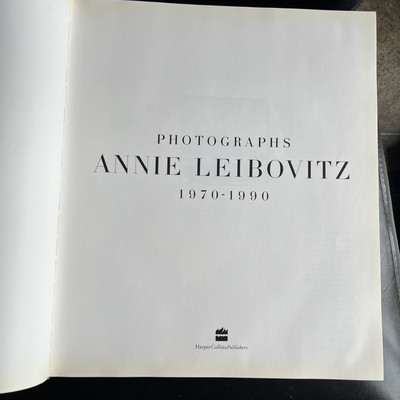 PHOTOGRAPHS
ANNIE LEIBOVITZ
1970-1990
HarperCollinsPublishers